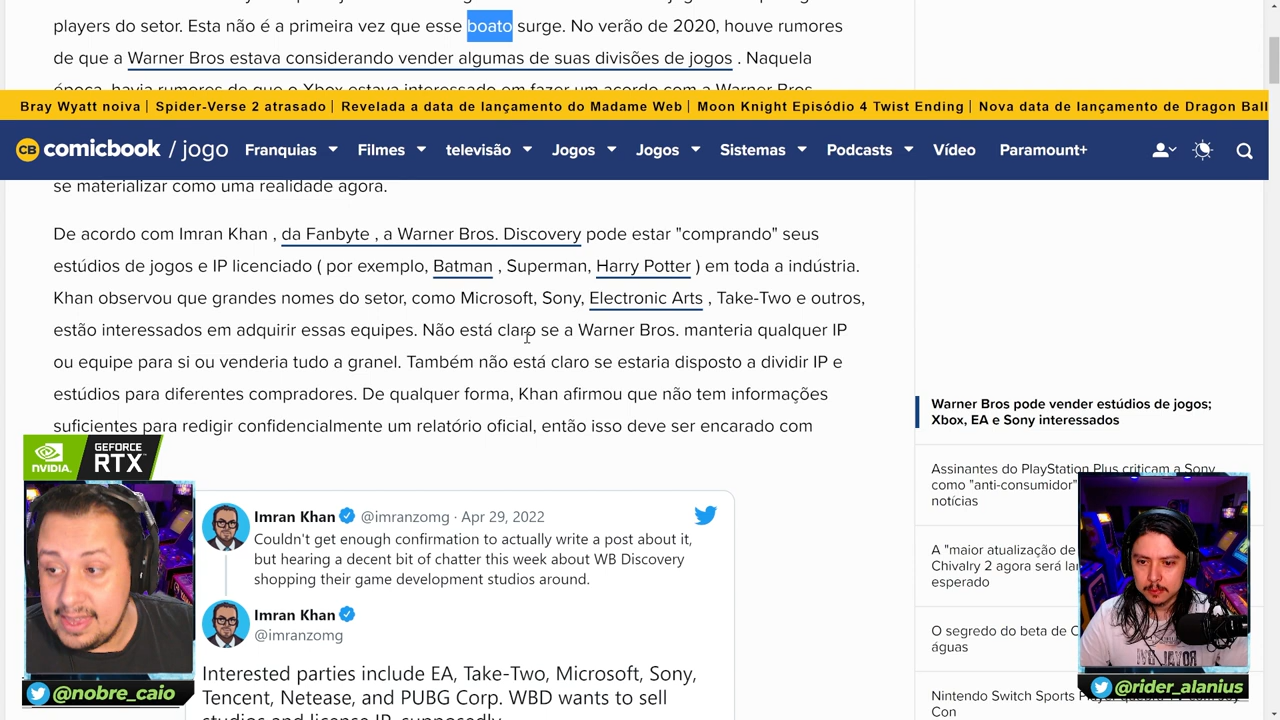 players do setor. Esta não é a primeira vez que esse boato surge. No verão de 2020, houve rumores
de que a Warner Bros estava considerando vender algumas de suas divisões de jogos . Naquela
Bray Wyatt noiva | Spider-Verse 2 atrasado | Revelada a data de lançamento do Madame Web | Moon Knight Episódio 4 Twist Ending | Nova data de lançamento de Dragon Ball
CB comicbook / jogo Franquias Filmes televisão Jogos Jogos Sistemas Podcasts Vídeo Paramount+
se materializar como uma realidade agora.
De acordo com Imran Khan , da Fanbyte , a Warner Bros. Discovery pode estar "comprando" seus
estúdios de jogos e IP licenciado ( por exemplo, Batman , Superman, Harry Potter ) em toda a indústria.
Khan observou que grandes nomes do setor, como Microsoft, Sony, Electronic Arts , Take-Two e outros,
estão interessados em adquirir essas equipes. Não está claro se a Warner Bros. manteria qualquer IP
ou equipe para si ou venderia tudo a granel. Também não está claro se estaria disposto a dividir IP e
estúdios para diferentes compradores. De qualquer forma, Khan afirmou que não tem informações
suficientes para redigir confidencialmente um relatório oficial, então isso deve ser encarado com
Warner Bros pode vender estúdios de jogos;
Xbox, EA e Sony interessados
Assinantes do PlayStation Plus criticam a Sony
como "anti-consumidor"
notícias
A "maior atualização de
Chivalry 2 agora será
esperado
O segredo do beta de
águas
Nintendo Switch Sports
Con
NVIDIA. GEFORCE
RTX
Imran Khan @imranzomg · Apr 29, 2022
Couldn't get enough confirmation to actually write a post about it,
but hearing a decent bit of chatter this week about WB Discovery
shopping their game development studios around.
Imran Khan
@imranzomg
Interested parties include EA, Take-Two, Microsoft, Sony,
Tencent, Netease, and PUBG Corp. WBD wants to sell
studios and license IP, supposedly.
@nobre_caio
@rider_alanius